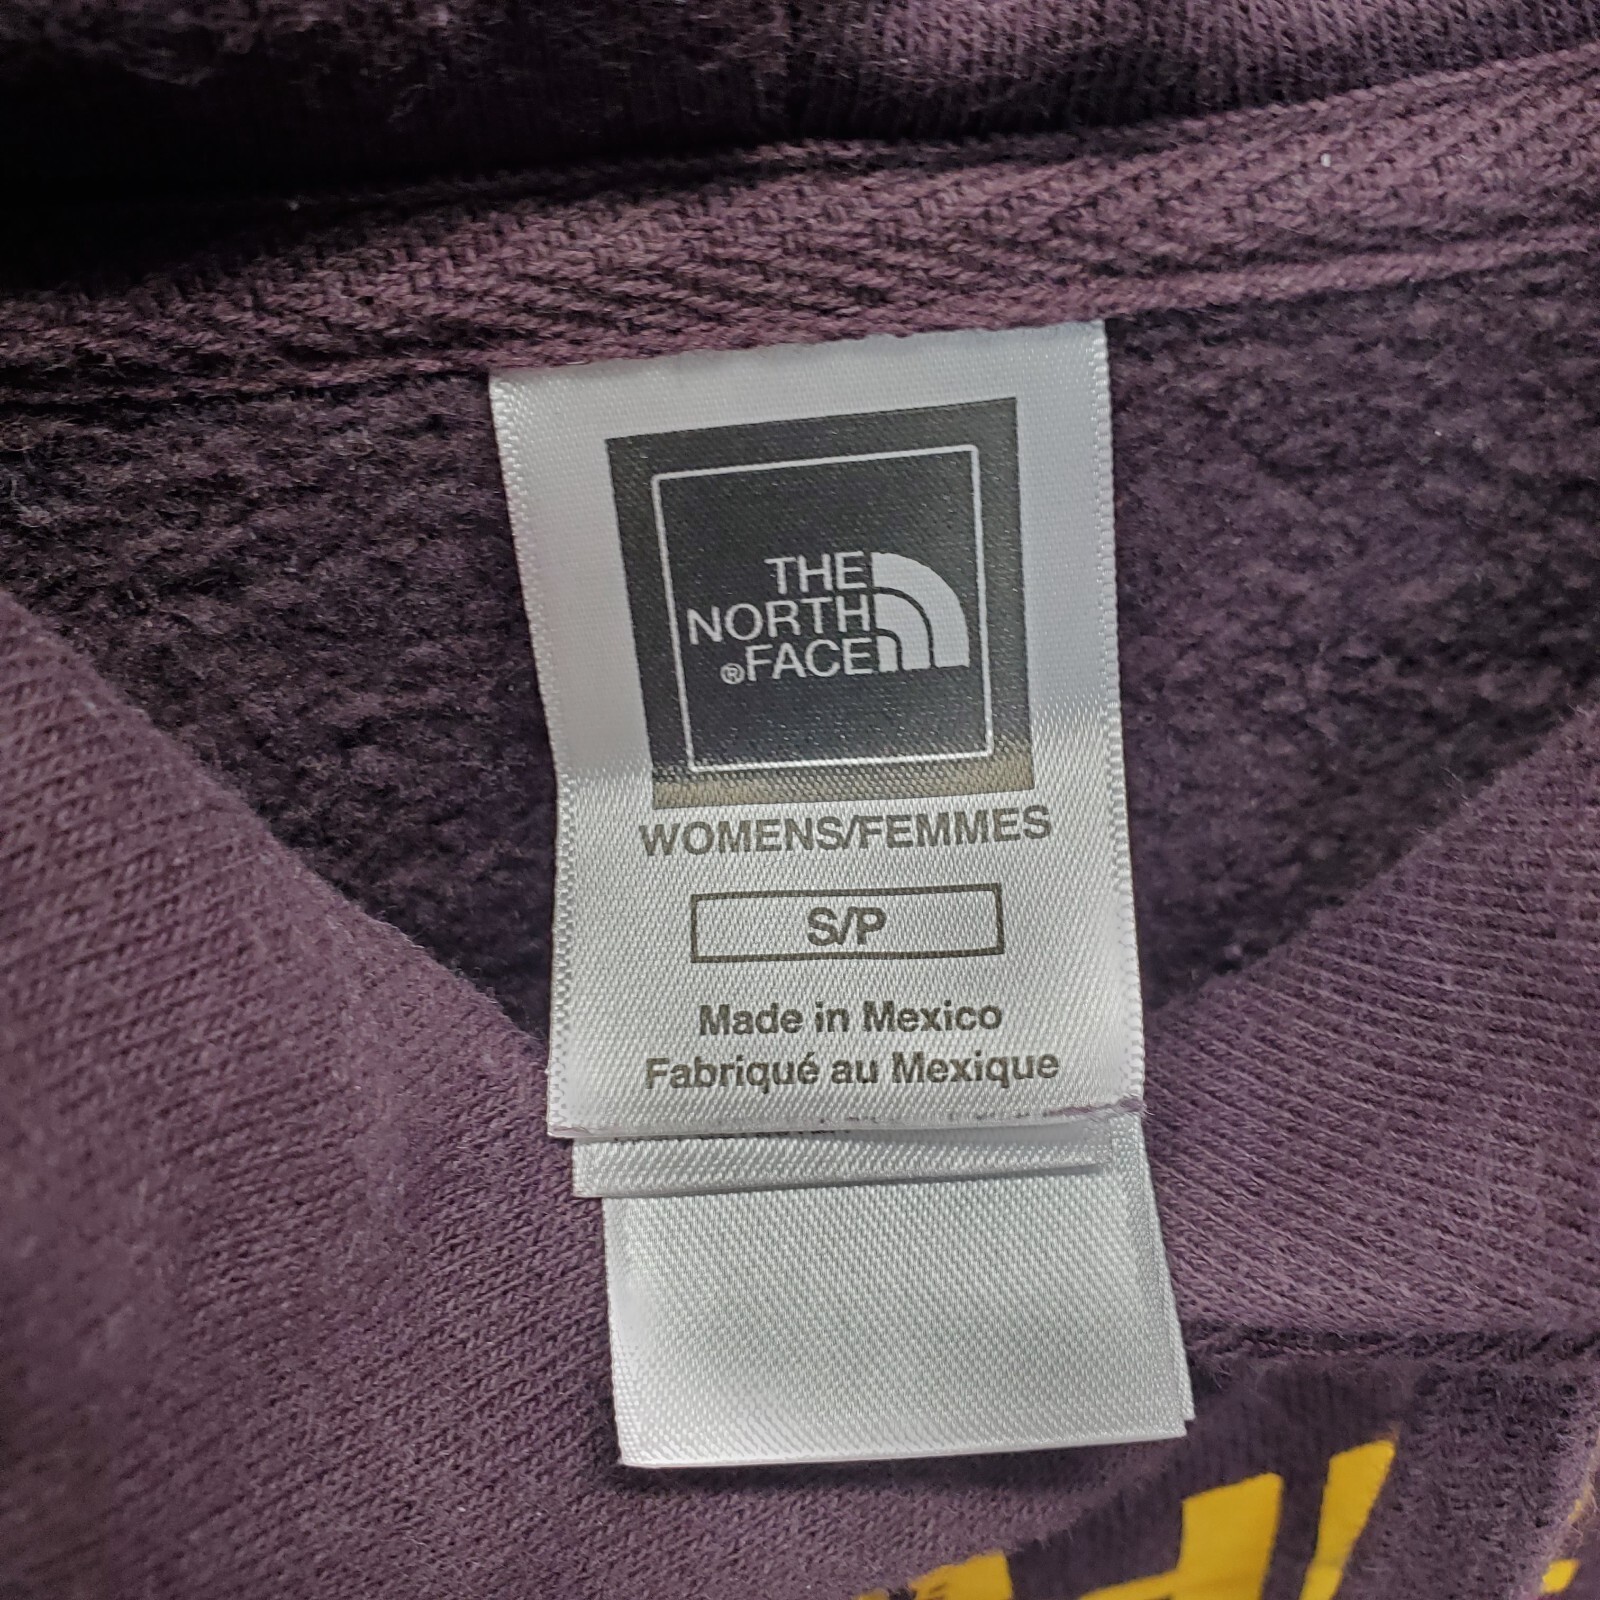 THE
NORTH
®FACE
WOMENS/FEMMES
S/P
Made in Mexico
Fabriqué au Mexique